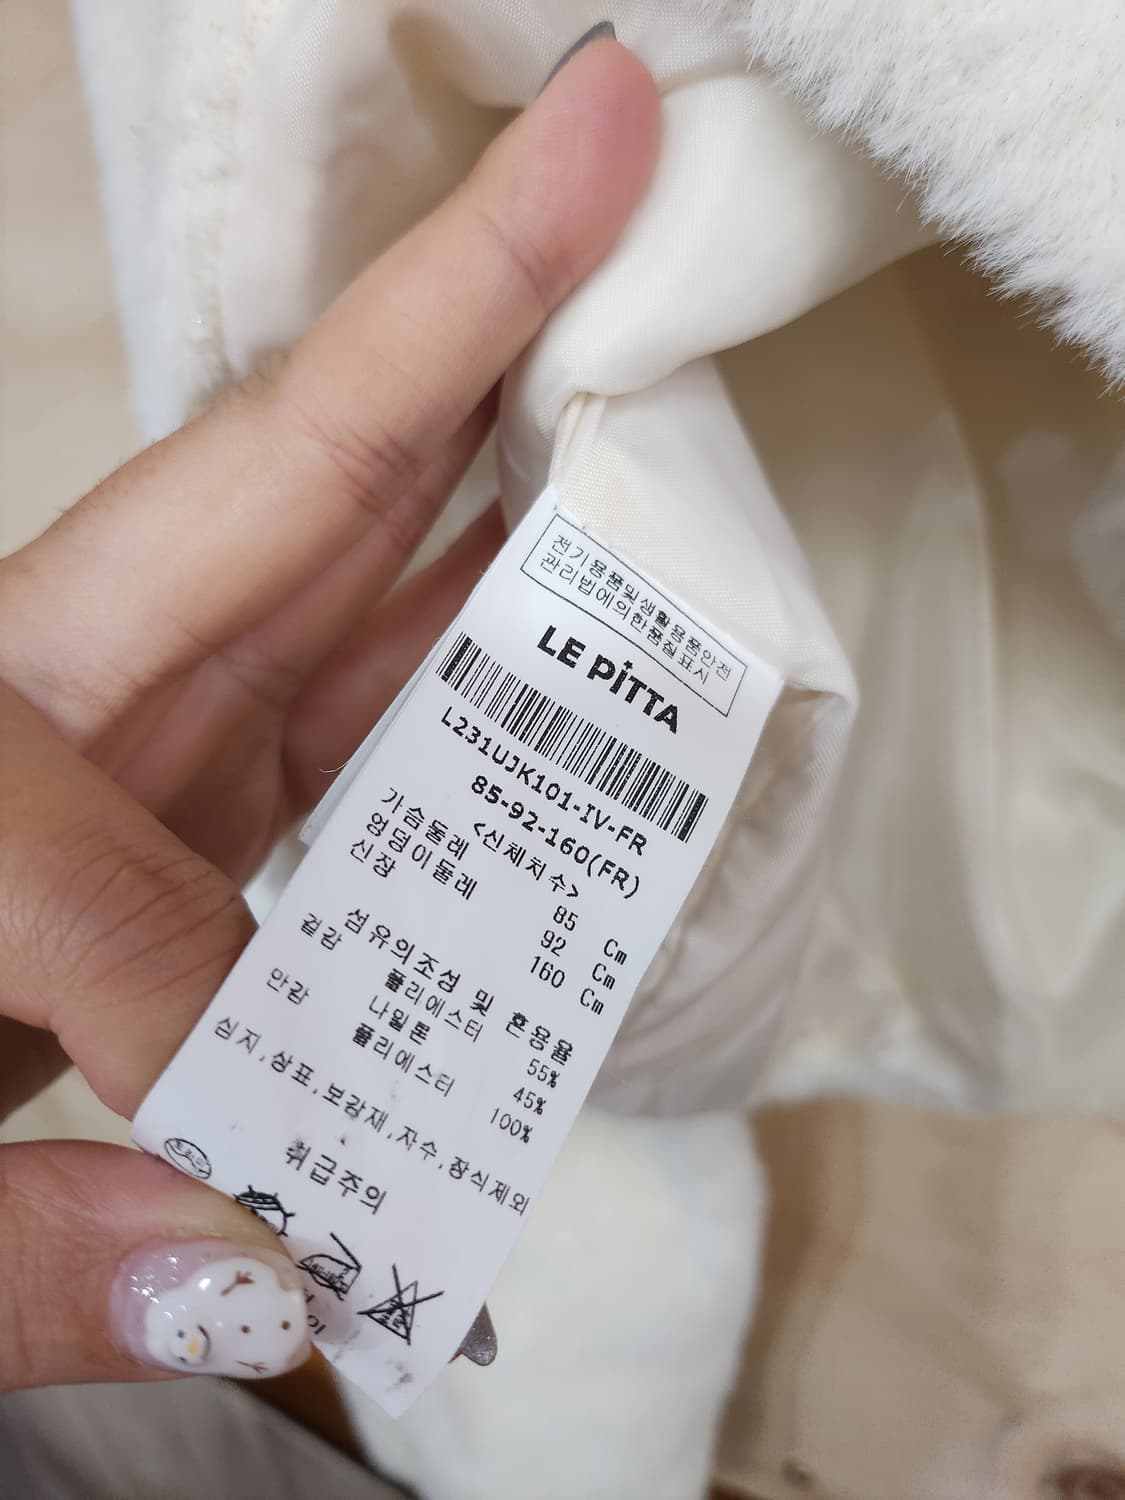 전기용품및생활용품안전
관리법에의한품질표시
LE PITTA
L231UJK101-IV-FR
85-92-160(FR)
<신체치수>
가슴둘레 85 Cm
엉덩이둘레 92 Cm
신장 160 Cm
섬유의조성 및 혼용율
겉감 폴리에스터 55%
나일론 45%
안감 폴리에스터 100%
심지,상표,보강재,자수,장식제외
취급주의